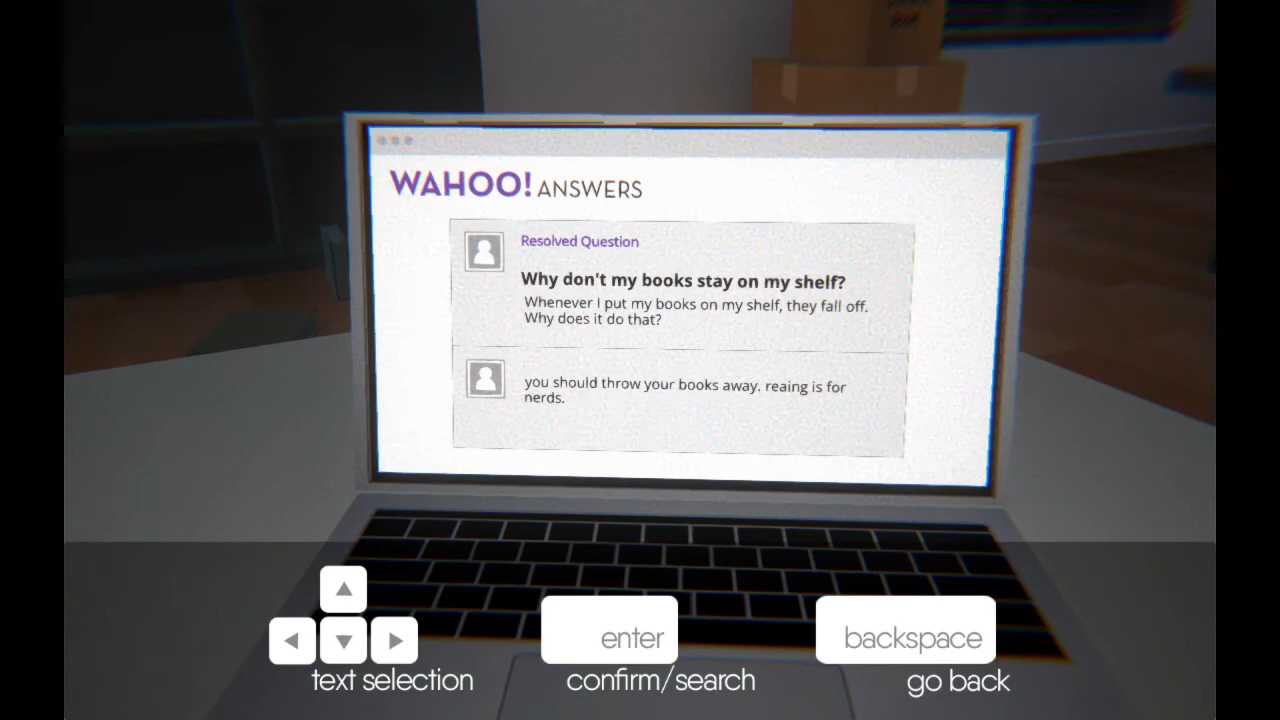 WAHOO! ANSWERS
Resolved Question
Why don't my books stay on my shelf?
Whenever I put my books on my shelf, they fall off.
Why does it do that?
you should throw your books away. reaing is for
nerds.
enter
backspace
text selection
confirm/search
go back